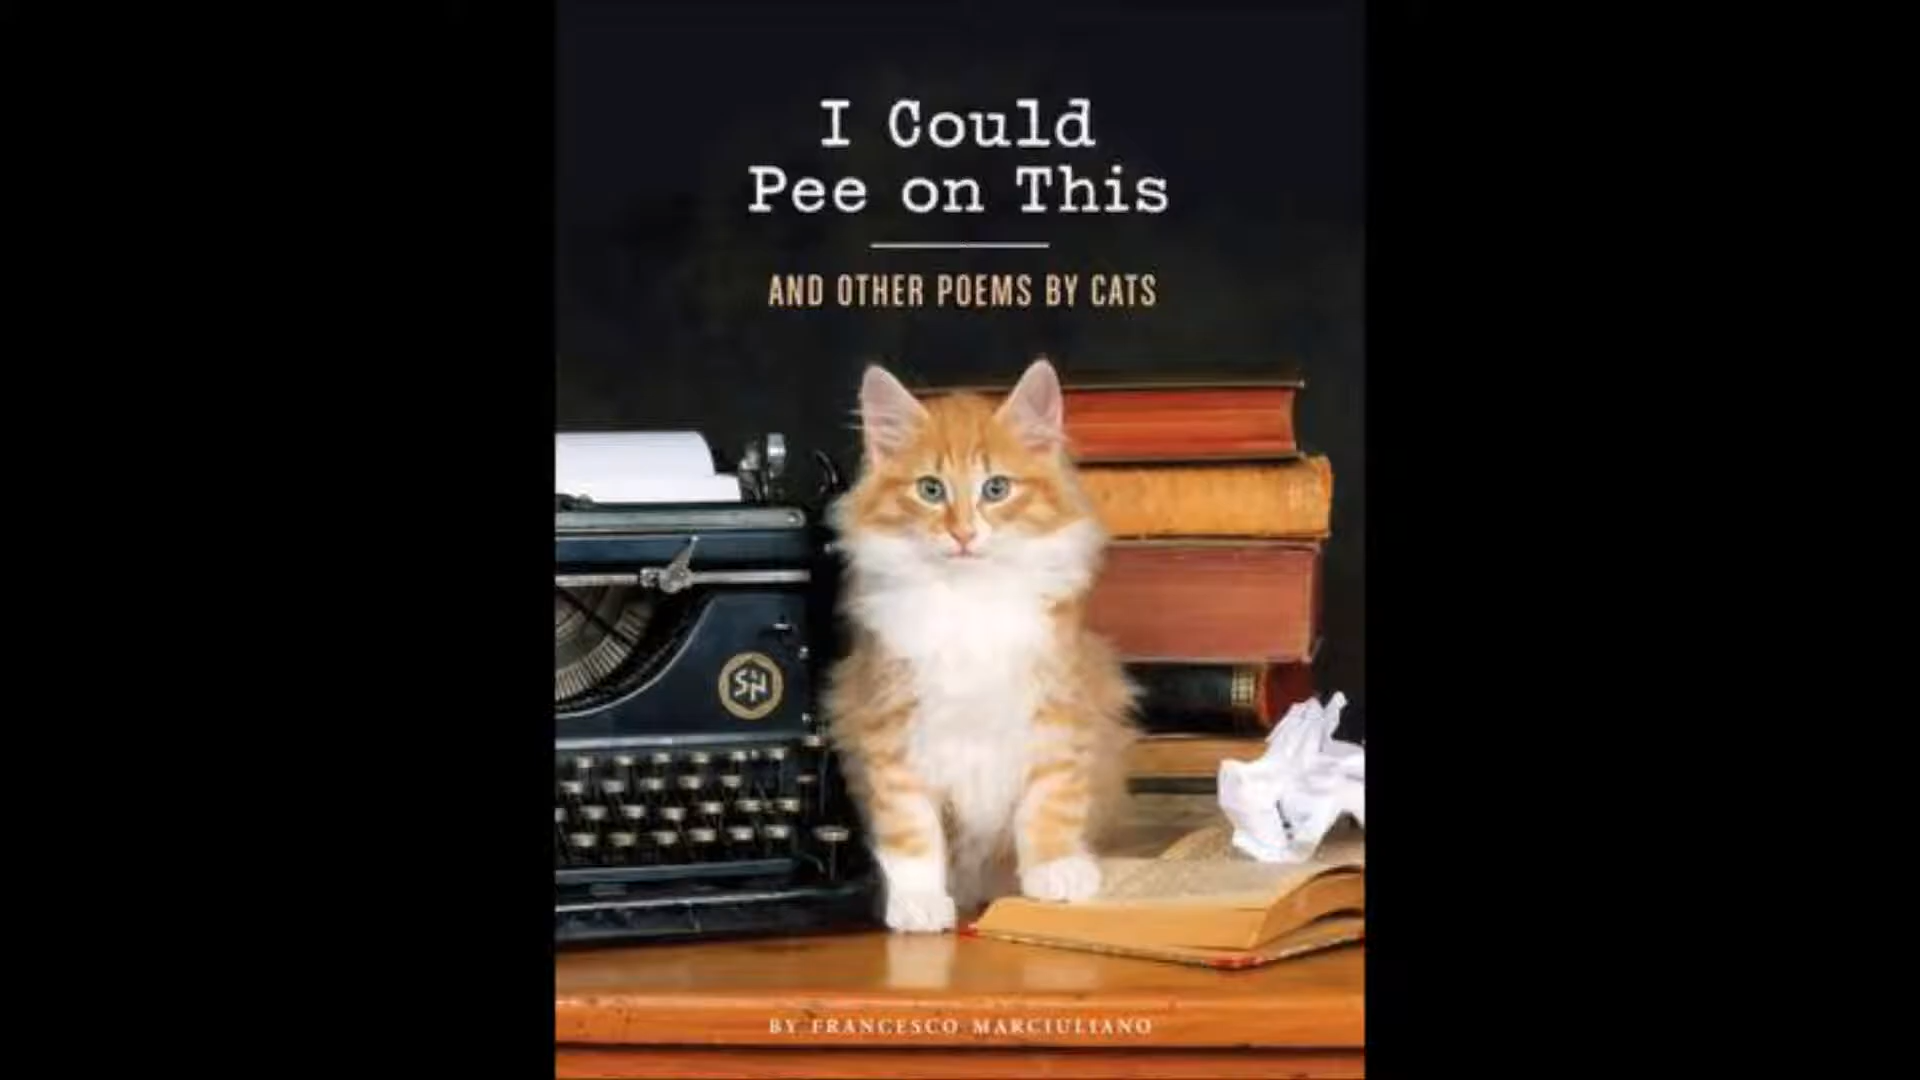 I Could
Pee on This
AND OTHER POEMS BY CATS
BY FRANCESCO MARCIULIANO